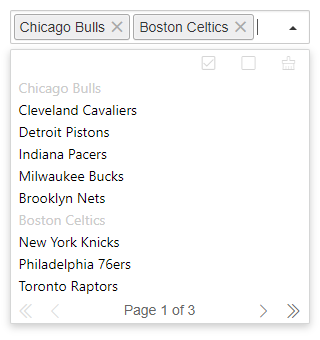 Chicago Bulls Boston Celtics
Chicago Bulls
Cleveland Cavaliers
Detroit Pistons
Indiana Pacers
Milwaukee Bucks
Brooklyn Nets
Boston Celtics
New York Knicks
Philadelphia 76ers
Toronto Raptors
Page 1 of 3